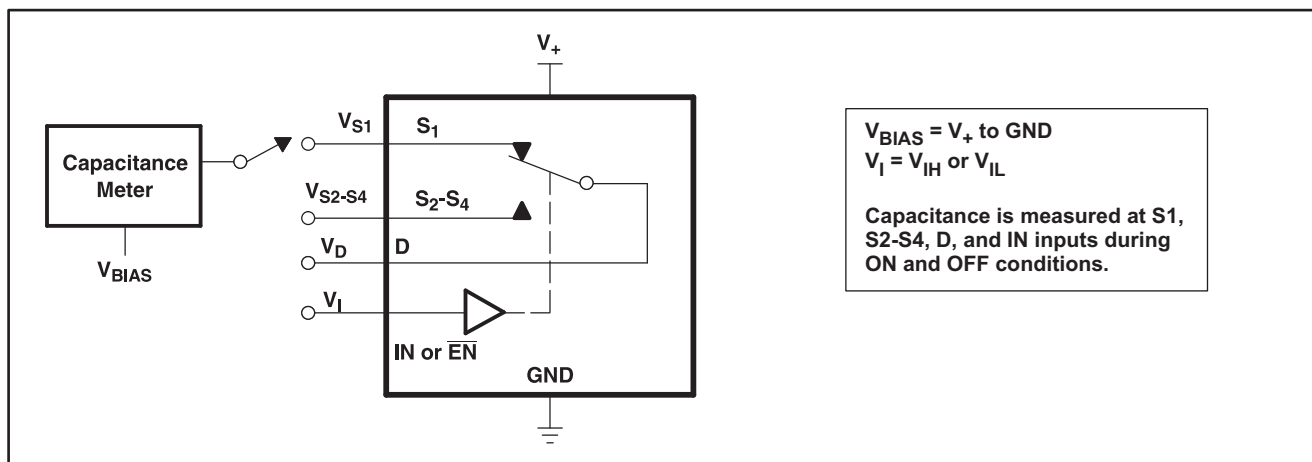 V+
VS1
S1
Capacitance
Meter
VS2-S4
S2-S4
VD
D
VBIAS
VI
IN or E̅N̅
GND
VBIAS = V+ to GND
VI = VIH or VIL
Capacitance is measured at S1,
S2-S4, D, and IN inputs during
ON and OFF conditions.